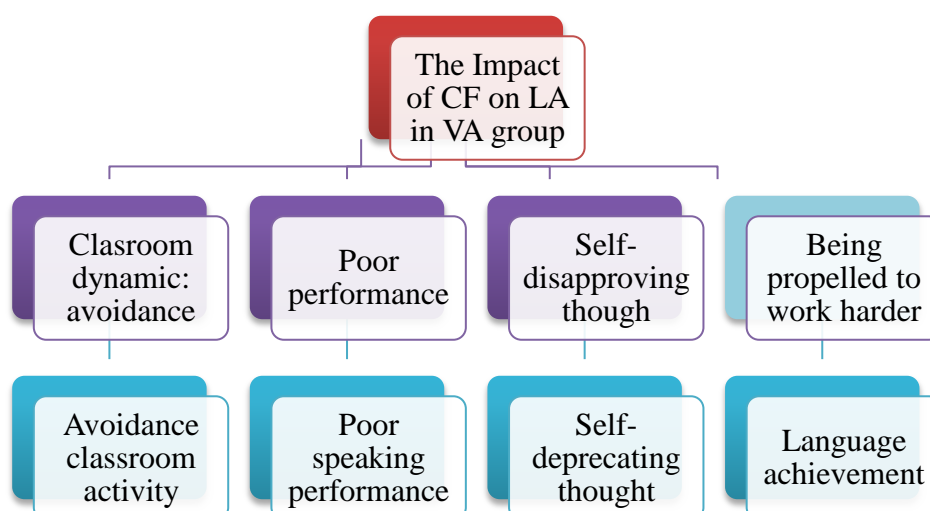 The Impact
of CF on LA
in VA group
Clasroom
dynamic:
avoidance
Poor
performance
Self-
disapproving
though
Being
propelled to
work harder
Avoidance
classroom
activity
Poor
speaking
performance
Self-
deprecating
thought
Language
achievement